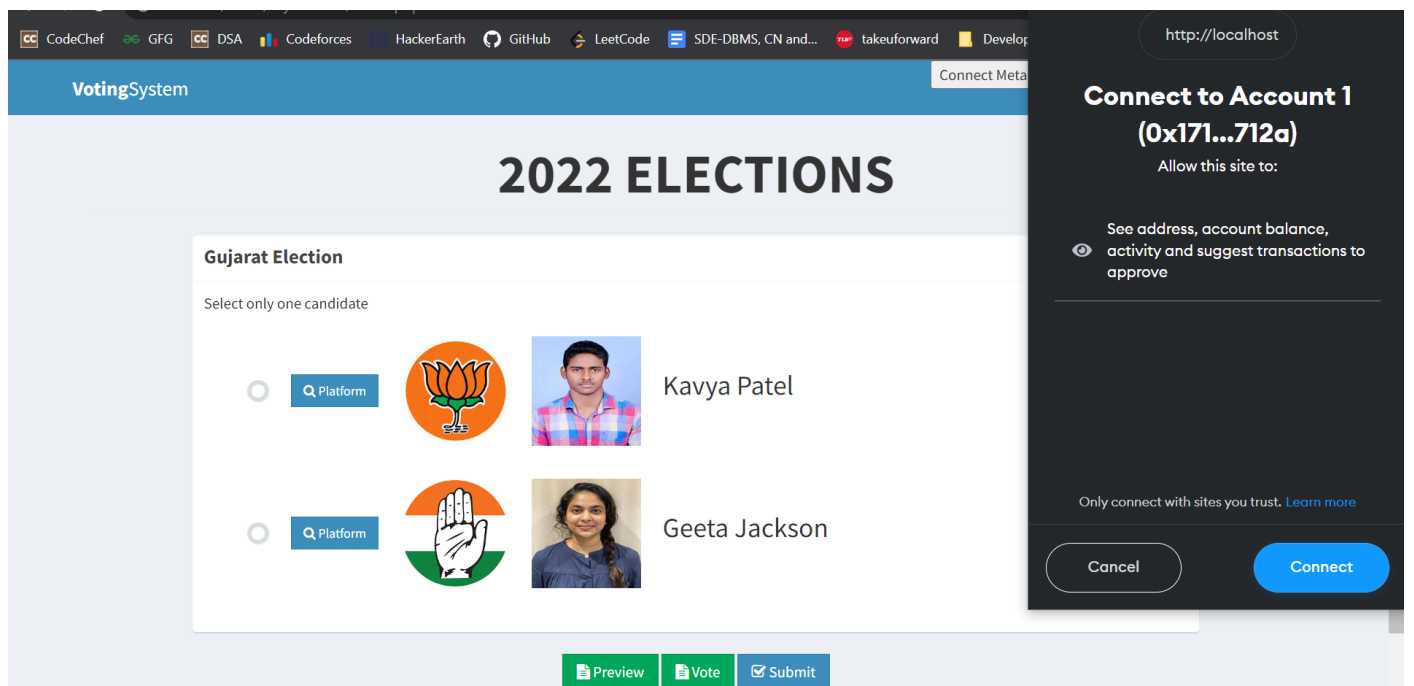 CodeChef GFG DSA Codeforces HackerEarth GitHub LeetCode SDE-DBMS, CN and... takeuforward Develop
VotingSystem
Connect Meta
2022 ELECTIONS
Gujarat Election
Select only one candidate
Platform
Kavya Patel
Platform
Geeta Jackson
Preview Vote Submit
http://localhost
Connect to Account 1
(0x171...712a)
Allow this site to:
See address, account balance,
activity and suggest transactions to
approve
Only connect with sites you trust. Learn more
Cancel Connect